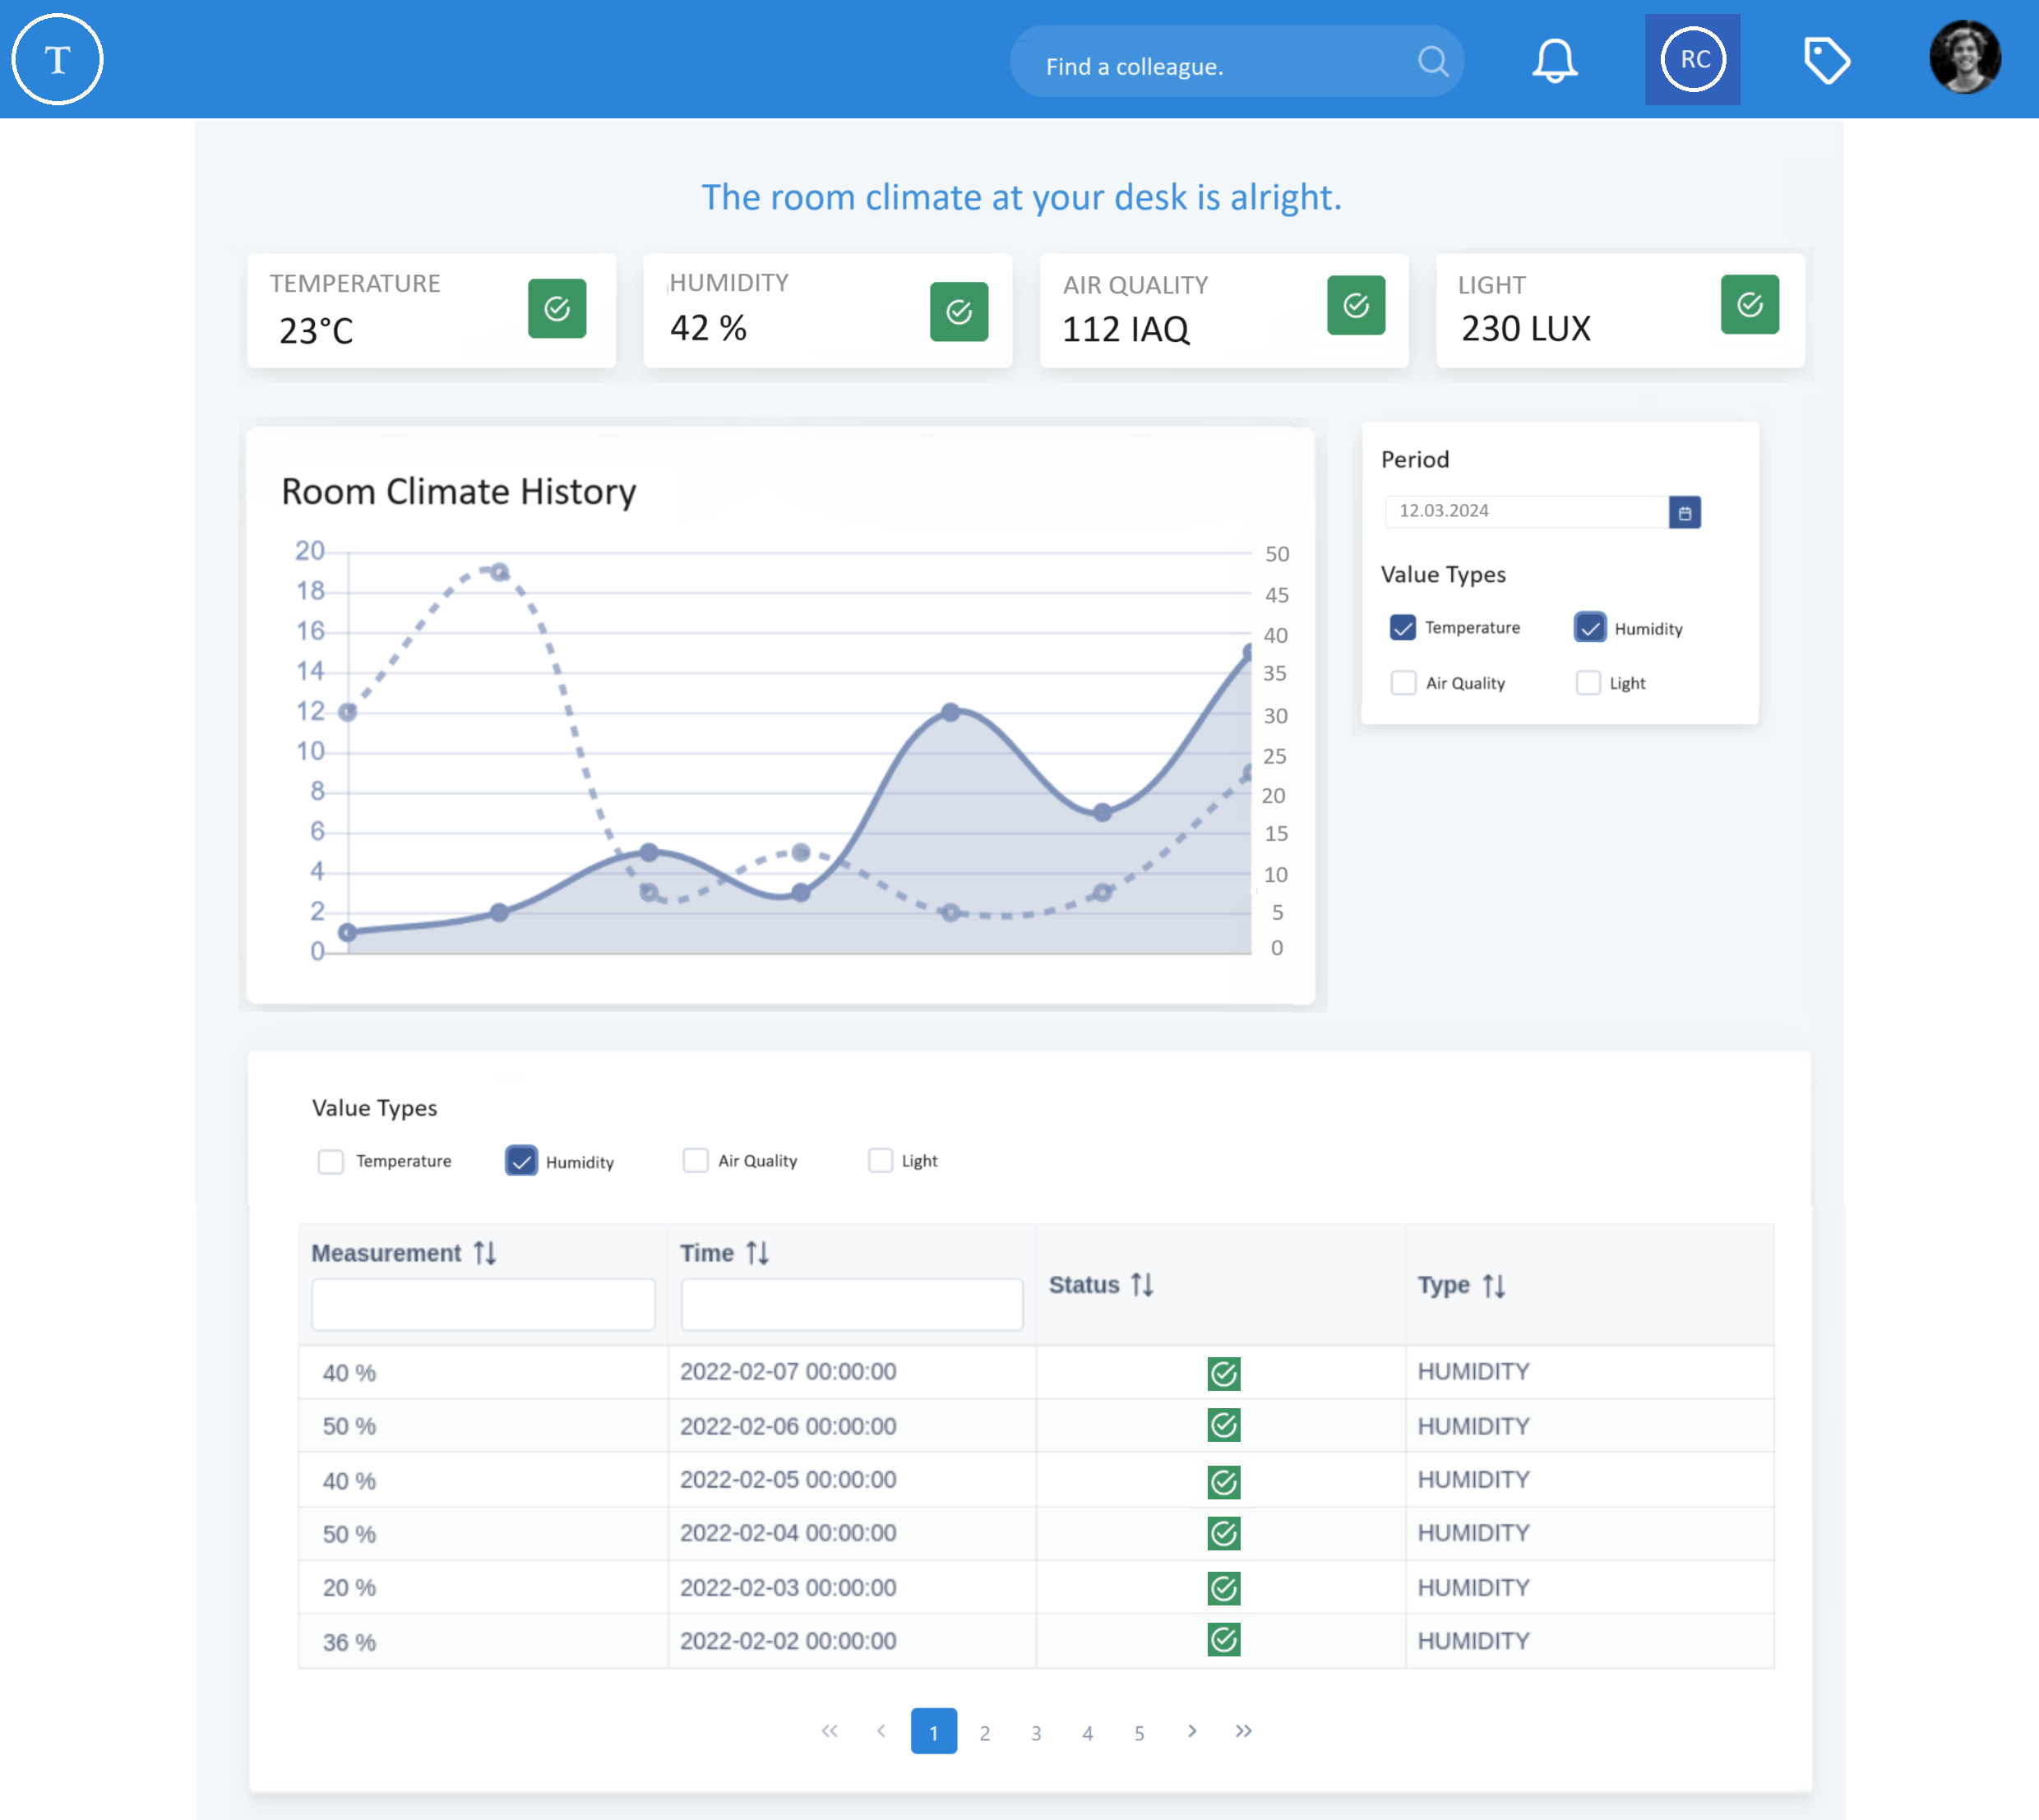 T
Find a colleague.
RC
The room climate at your desk is alright.
TEMPERATURE
23°C
HUMIDITY
42 %
AIR QUALITY
112 IAQ
LIGHT
230 LUX
Room Climate History
20
18
16
14
12
10
8
6
4
2
0
50
45
40
35
30
25
20
15
10
5
0
Period
12.03.2024
Value Types
Temperature
Humidity
Air Quality
Light
Value Types
Temperature Humidity Air Quality Light
Measurement Time Status Type
40 % 2022-02-07 00:00:00 HUMIDITY
50 % 2022-02-06 00:00:00 HUMIDITY
40 % 2022-02-05 00:00:00 HUMIDITY
50 % 2022-02-04 00:00:00 HUMIDITY
20 % 2022-02-03 00:00:00 HUMIDITY
36 % 2022-02-02 00:00:00 HUMIDITY
1 2 3 4 5